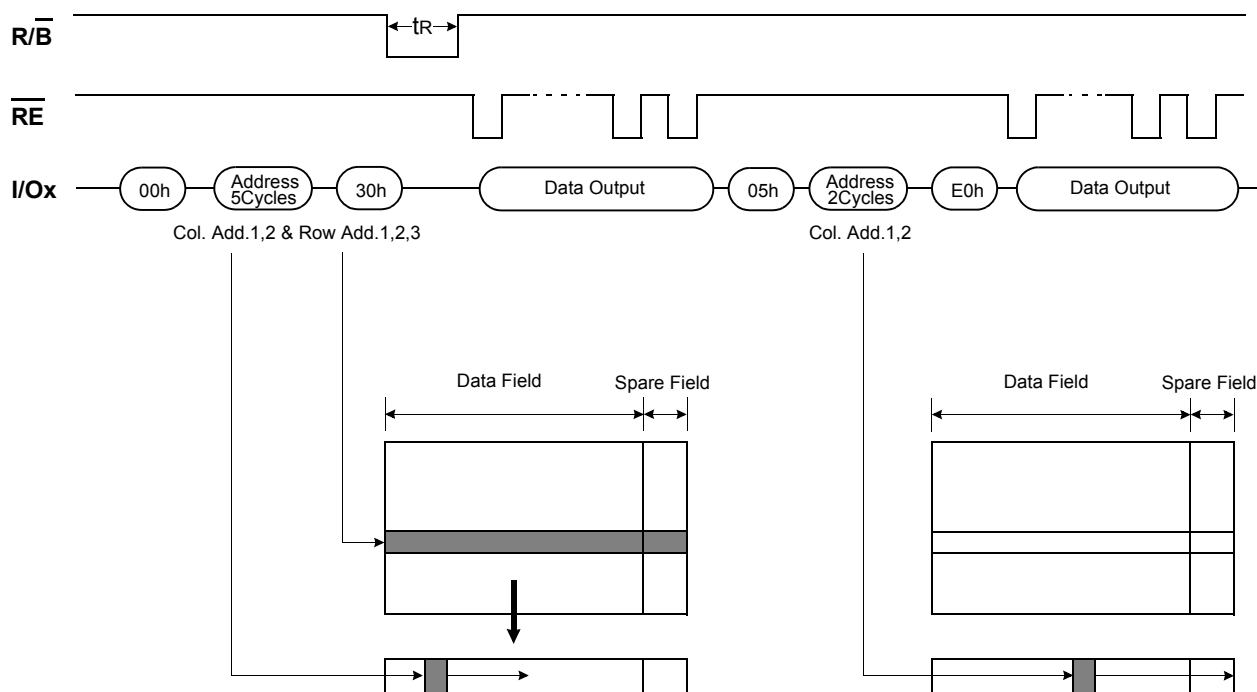 R/B̅
tR
R̅E̅
I/Ox
00h
Address
5Cycles
30h
Data Output
05h
Address
2Cycles
E0h
Data Output
Col. Add.1,2 & Row Add.1,2,3
Col. Add.1,2
Data Field
Spare Field
Data Field
Spare Field